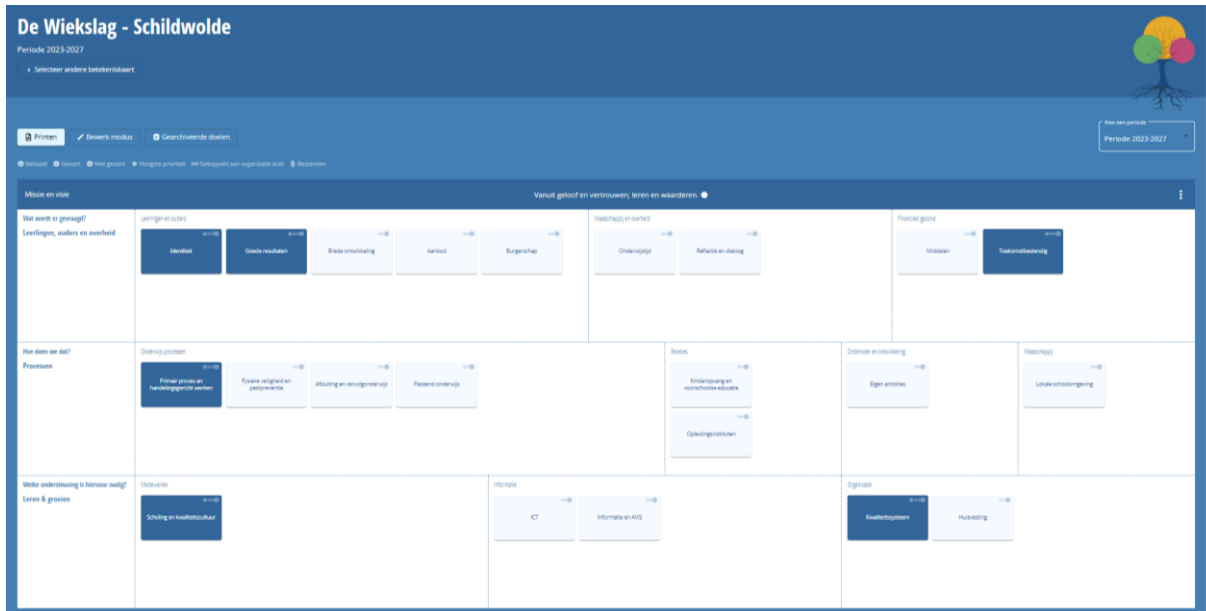 De Wiekslag - Schildwolde
Periode 2023-2027
‹ Selecteer andere betekeniskaart
Printen Bewerk modus Gearchiveerde doelen
Kies een periode
Periode 2023-2027
Behaald Gestart Niet gestart Hoogste prioriteit Gekoppeld aan organisatie doel Bestanden
Missie en visie Vanuit geloof en vertrouwen; leren en waarderen.
Wat wordt er gevraagd? Leerlingen en ouders Maatschappij en overheid Financieel gezond
Leerlingen, ouders en overheid
Identiteit Goede resultaten Brede ontwikkeling Aanbod Burgerschap Onderwijstijd Reflectie en dialoog Middelen Toekomstbestendig
Hoe doen we dat? Onderwijs processen Relaties Onderzoek en ontwikkeling Maatschappij
Processen
Primair proces en handelingsgericht werken Fysieke veiligheid en pestpreventie Afsluiting en vervolgonderwijs Passend onderwijs Kinderopvang en voorschoolse educatie Eigen ambities Lokale schoolomgeving
Opleidingsinstituten
Welke ondersteuning is hiervoor nodig? Medewerker Informatie Organisatie
Leren & groeien
Scholing en kwaliteitscultuur ICT Informatie en AVG Kwaliteitssysteem Huisvesting